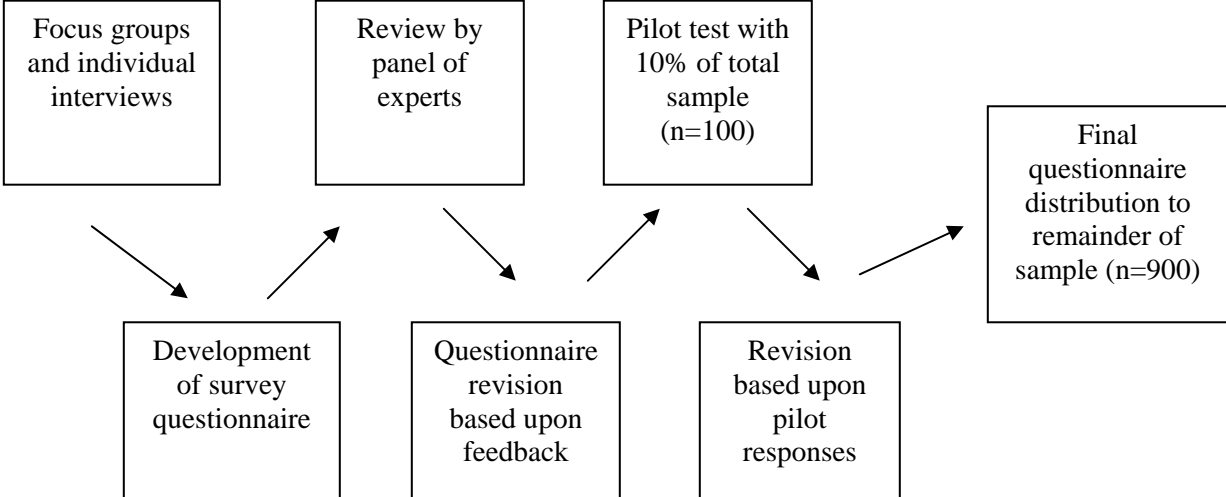 Focus groups
and individual
interviews
Development
of survey
questionnaire
Review by
panel of
experts
Questionnaire
revision
based upon
feedback
Pilot test with
10% of total
sample
(n=100)
Revision
based upon
pilot
responses
Final
questionnaire
distribution to
remainder of
sample (n=900)